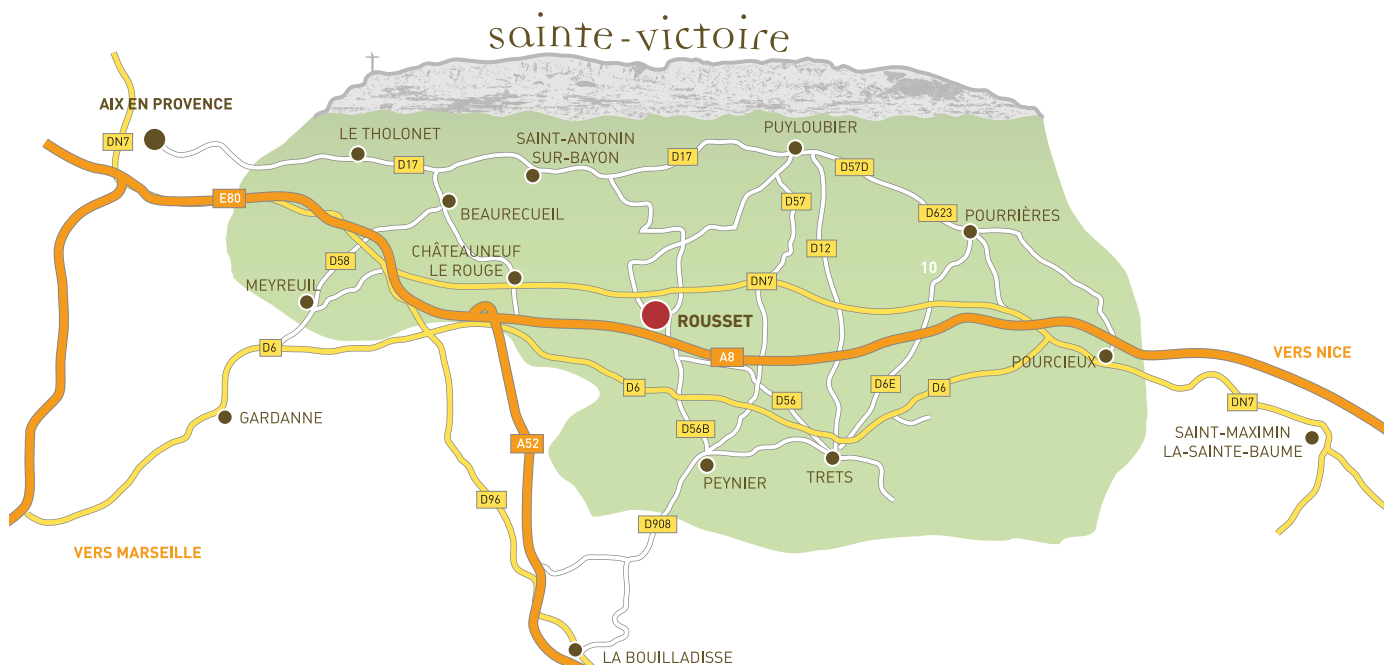 sainte-victoire
AIX EN PROVENCE
DN7
LE THOLONET
D17
SAINT-ANTONIN
SUR-BAYON
D17
PUYLOUBIER
D57D
E80
BEAURECUEIL
D57
D623
POURRIÈRES
D58
CHÂTEAUNEUF
LE ROUGE
D12
10
MEYREUIL
DN7
ROUSSET
D6
A8
VERS NICE
POURCIEUX
D6
D6E
D6
D56
DN7
GARDANNE
A52
D56B
SAINT-MAXIMIN
LA-SAINTE-BAUME
PEYNIER
TRETS
D96
D908
VERS MARSEILLE
LA BOUILLADISSE